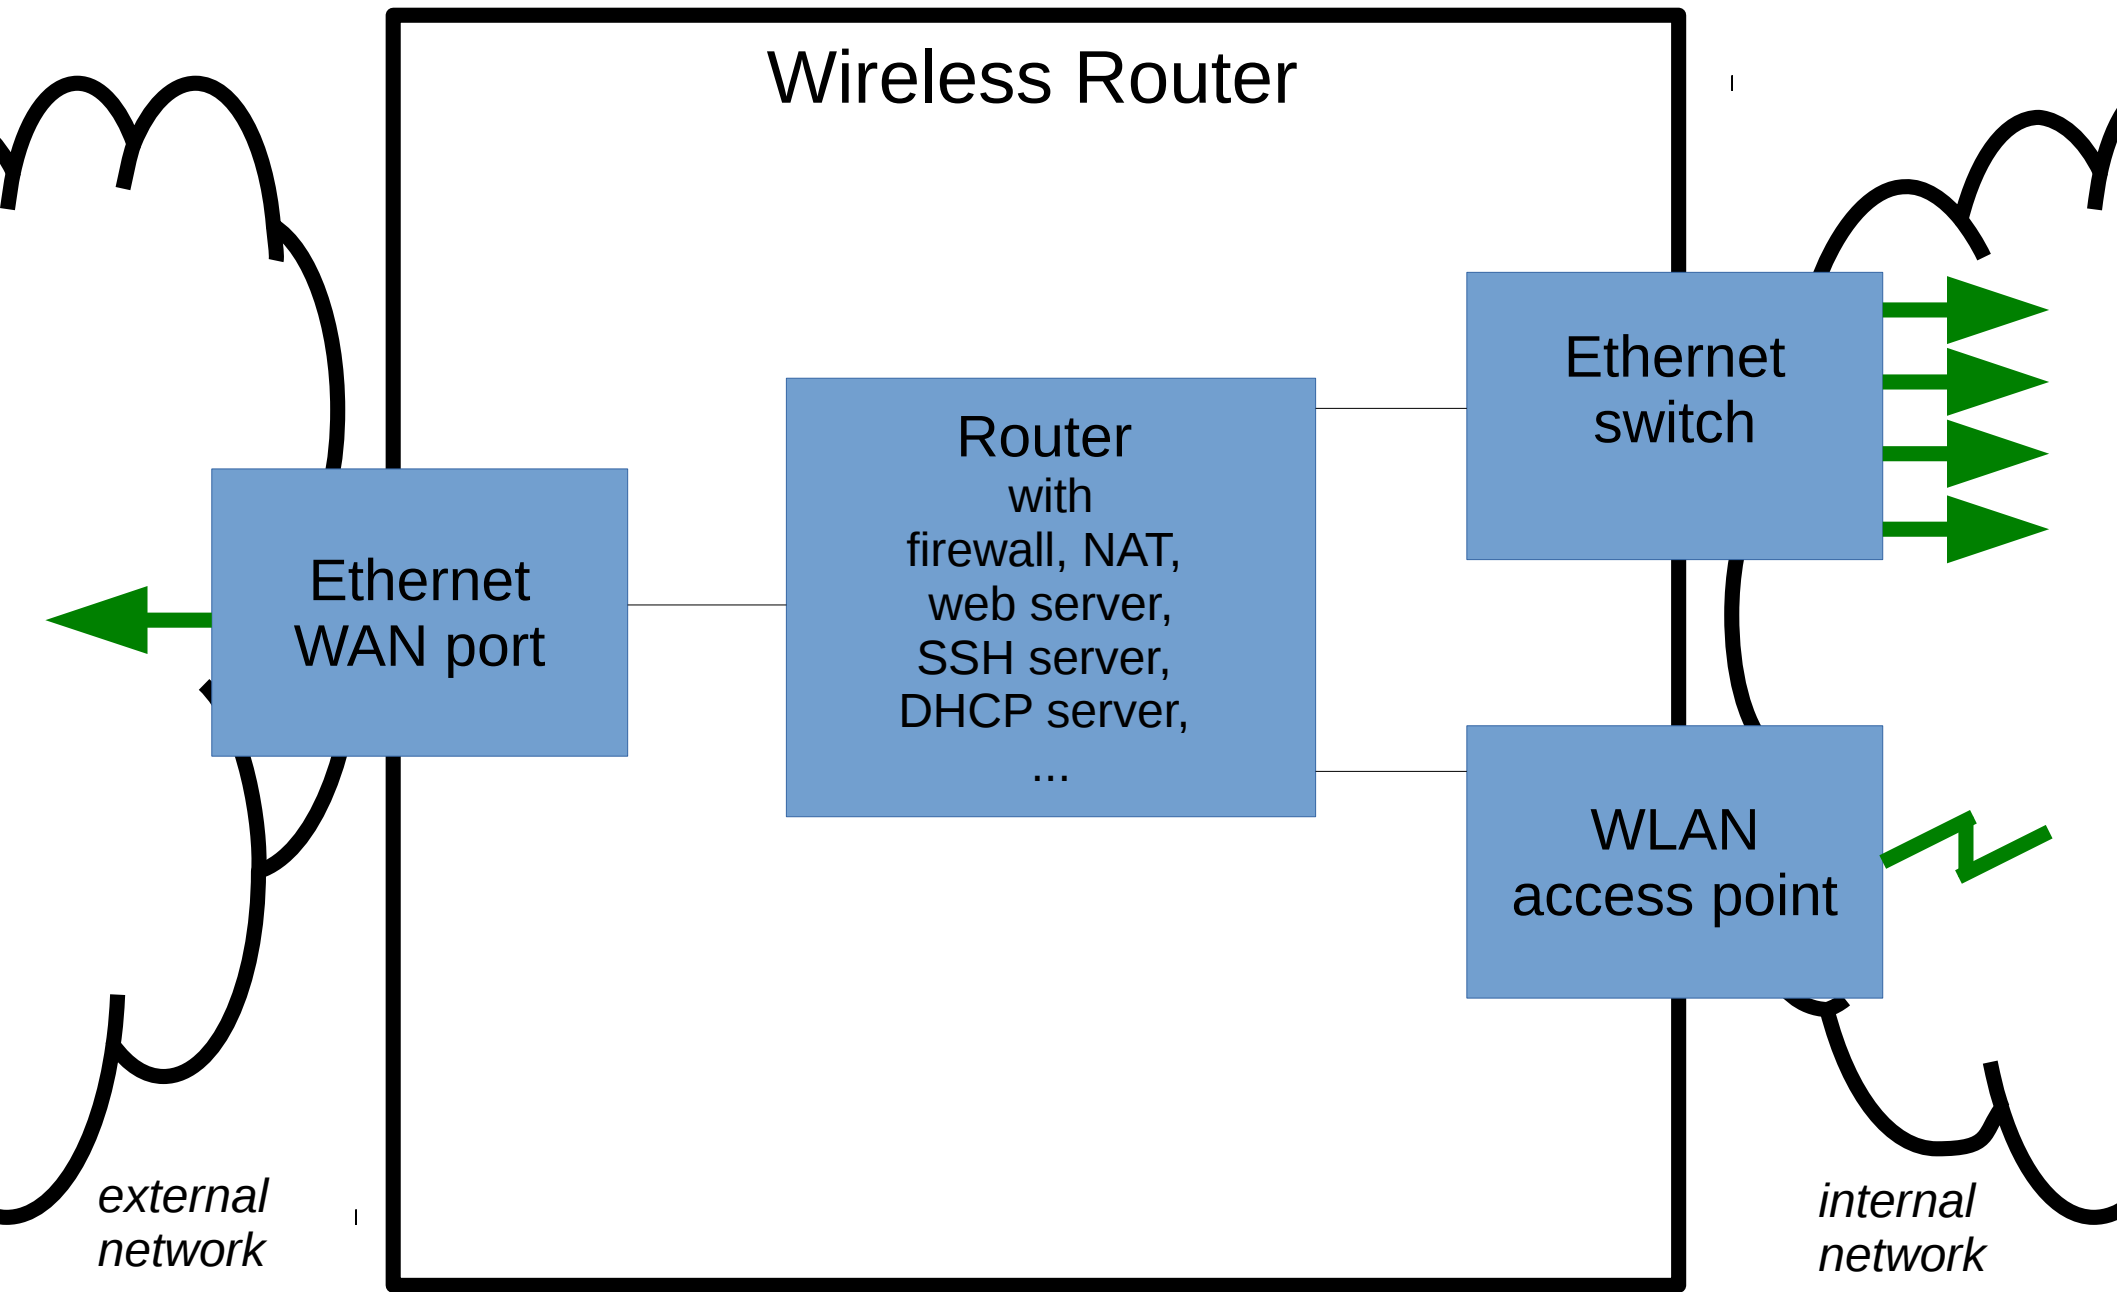 Wireless Router
Ethernet
WAN port
Router
with
firewall, NAT,
web server,
SSH server,
DHCP server,
...
Ethernet
switch
WLAN
access point
external
network
internal
network